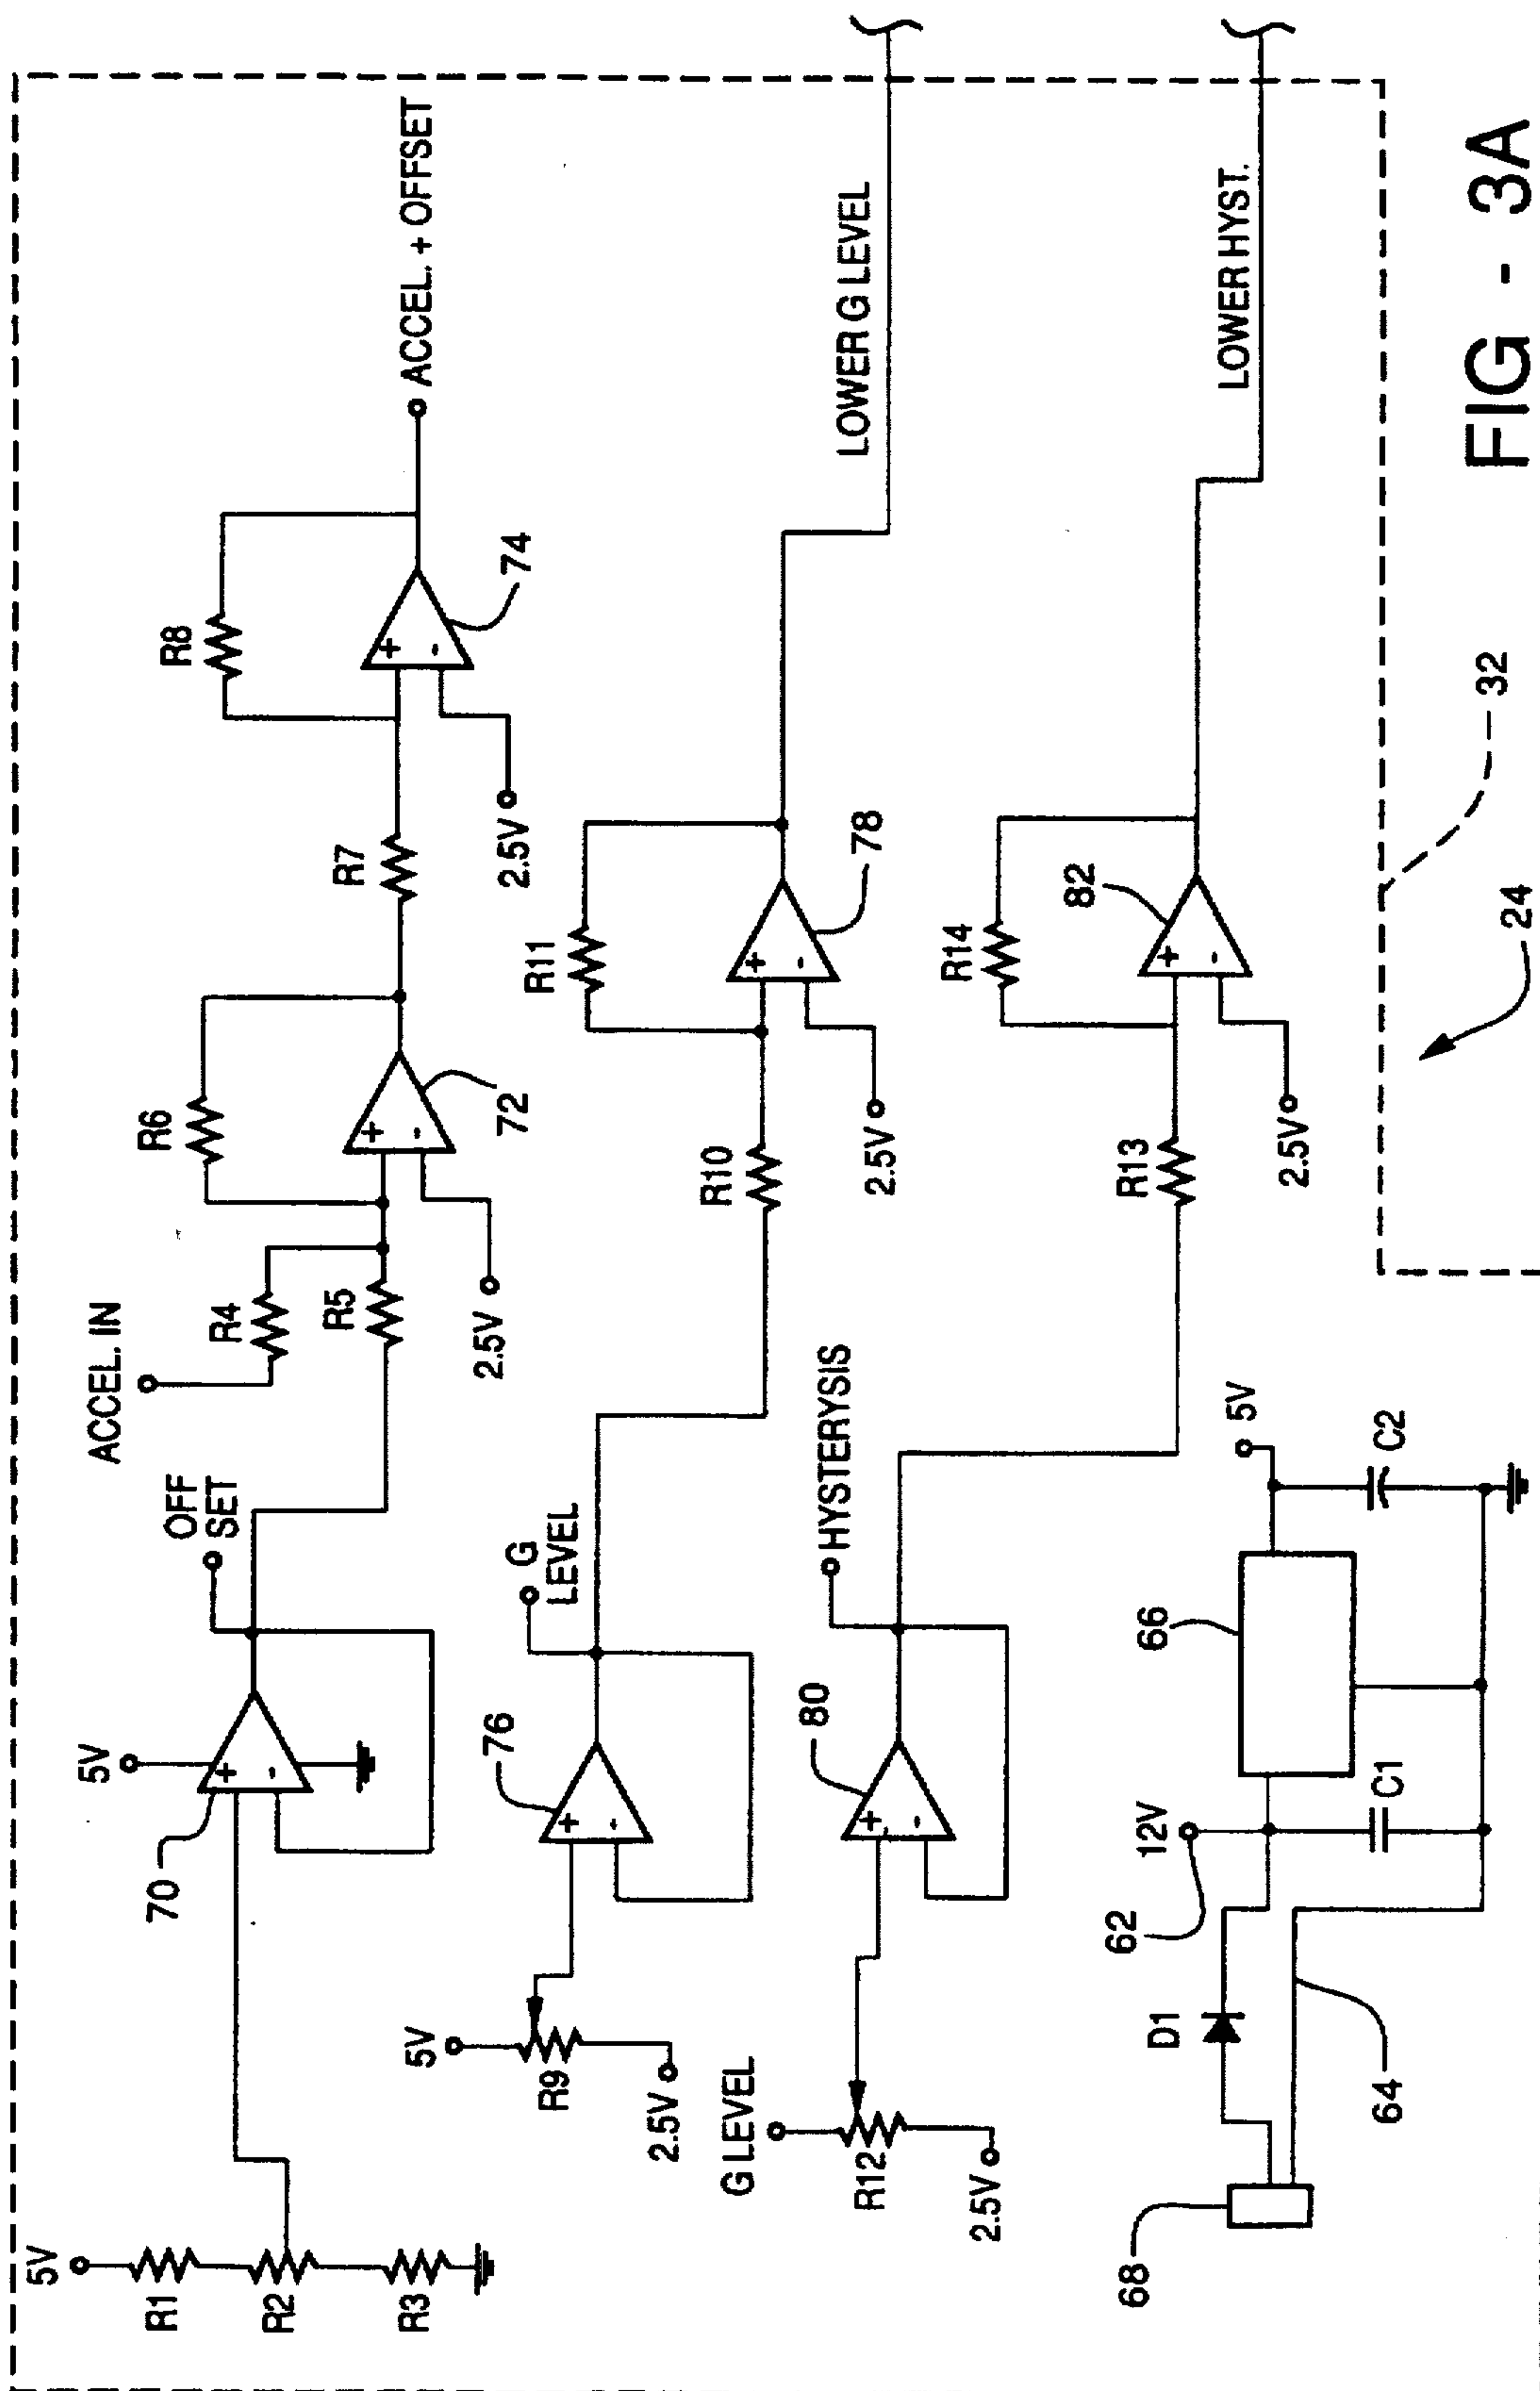 5V
R1
R2
R3
70
5V
OFF
SET
ACCEL. IN
R4
R5
R6
+
-
+
-
72
2.5V
R7
R8
+
-
74
2.5V
ACCEL. + OFFSET
5V
R9
2.5V
76
+
-
G
LEVEL
R10
R11
+
-
78
2.5V
LOWER G LEVEL
G LEVEL
R12
2.5V
80
+
-
HYSTERYSIS
R13
R14
82
+
-
2.5V
LOWER HYST.
68
D1
64
62
12V
C1
66
5V
C2
24
32
FIG - 3A